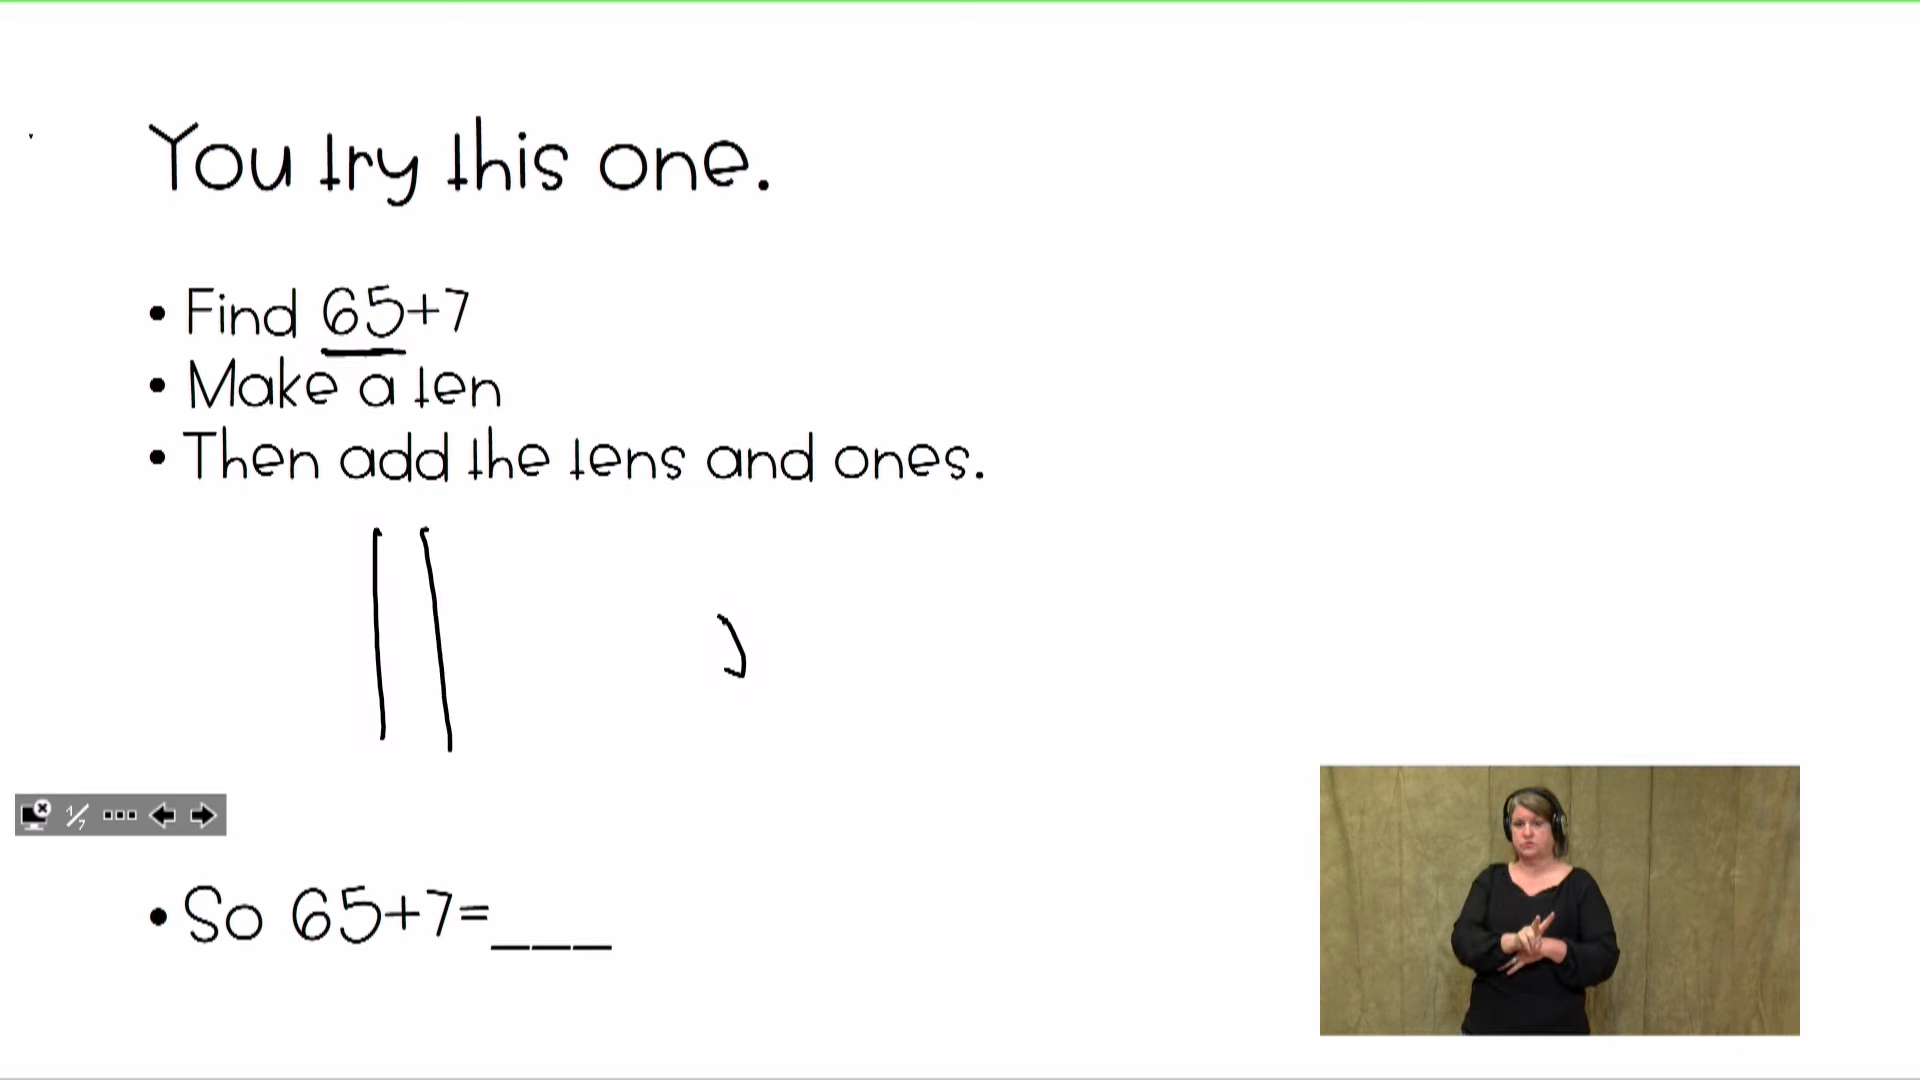 You try this one.
• Find 65+7
• Make a ten
• Then add the tens and ones.
• So 65+7=___